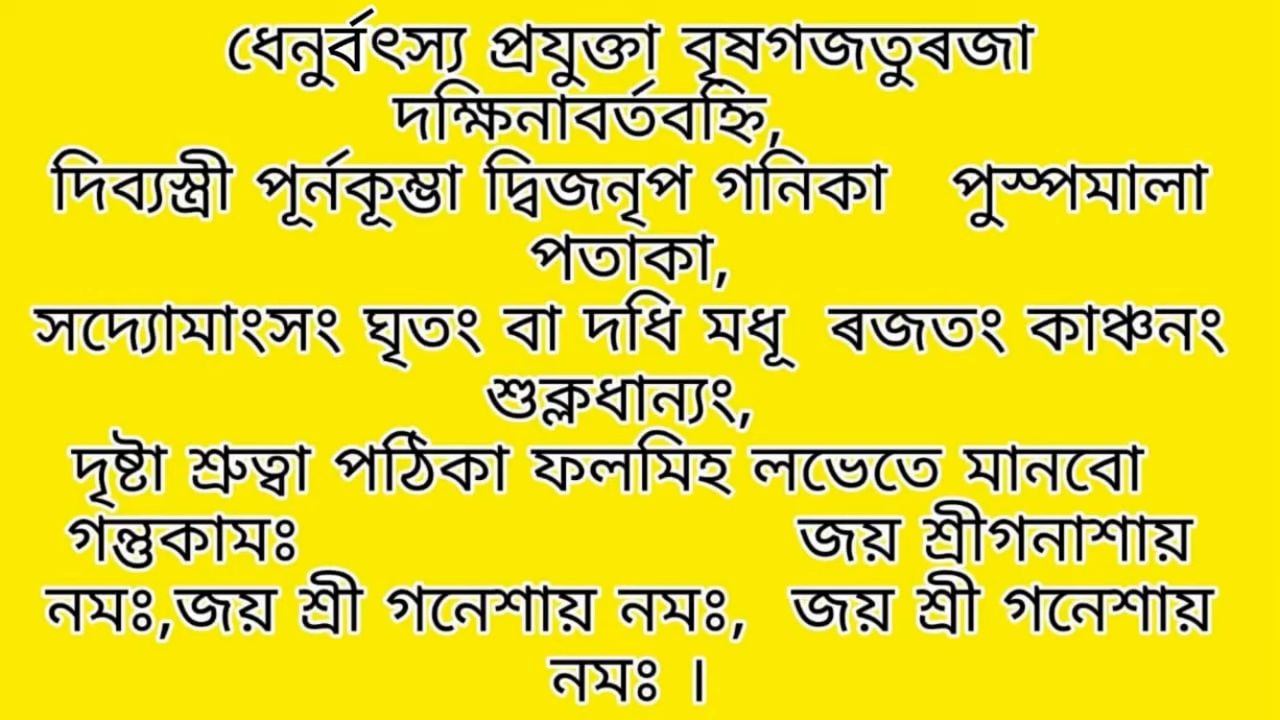 ধেনুৰ্বৎস্য প্রযুক্তা বৃষগজতুৰজা
দক্ষিনাবর্তবহ্নি,
দিব্যস্ত্রী পূর্নকূম্ভা দ্বিজনৃপ গনিকা পুস্পমালা
পতাকা,
সদ্যোমাংসং ঘৃতং বা দধি মধূ ৰজতং কাঞ্চনং
শুক্লধান্যং,
দৃষ্টা শ্রুত্বা পঠিকা ফলমিহ লভেতে মানবো
গন্তুকামঃ জয় শ্রীগনাশায়
নমঃ,জয় শ্রী গনেশায় নমঃ, জয় শ্রী গনেশায়
নমঃ ।